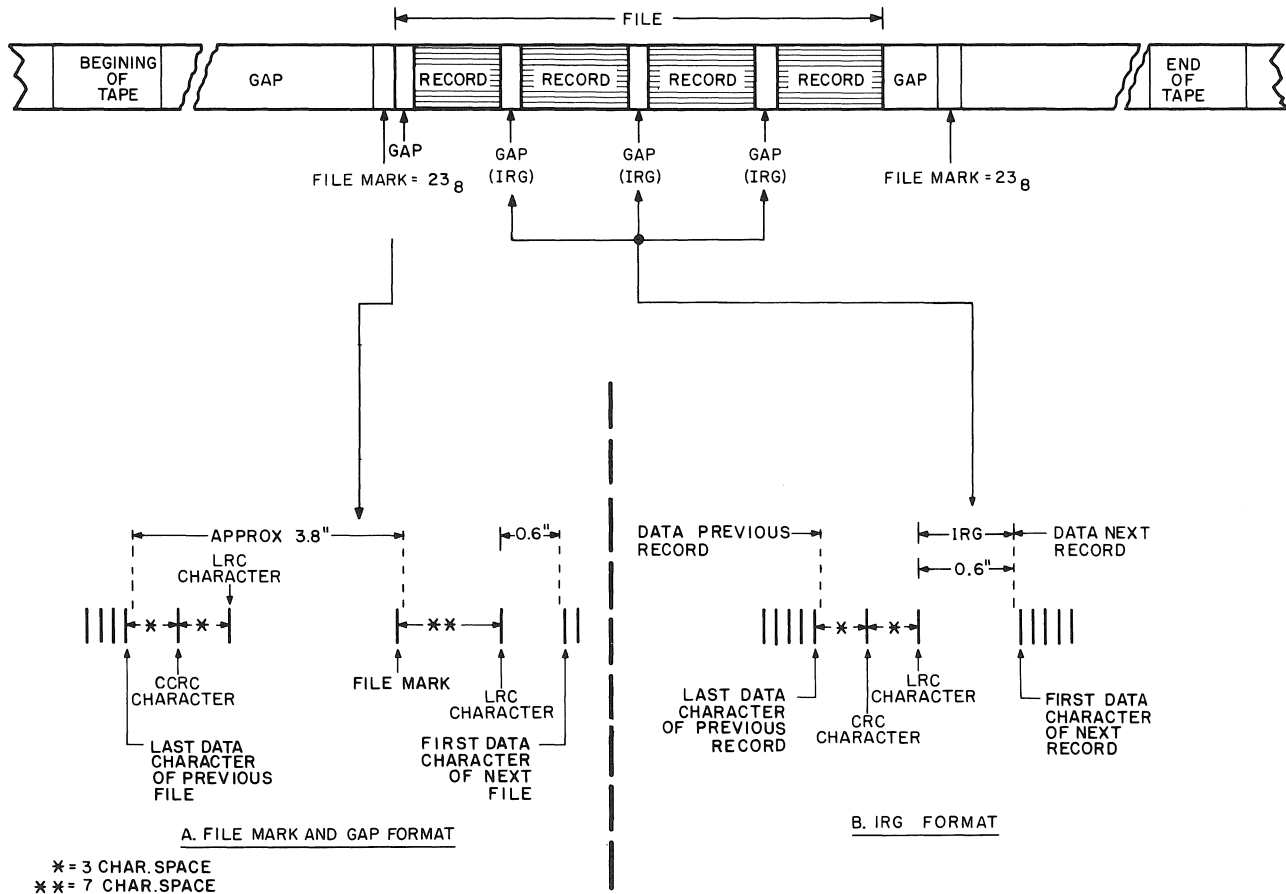 FILE
BEGINING
OF
TAPE
GAP
RECORD
RECORD
RECORD
RECORD
GAP
END
OF
TAPE
GAP
FILE MARK = 23 8
GAP
(IRG)
GAP
(IRG)
GAP
(IRG)
FILE MARK = 23 8
APPROX 3.8"
0.6"
LRC
CHARACTER
*
*
**
CCRC
CHARACTER
FILE MARK
LRC
CHARACTER
LAST DATA
CHARACTER
OF PREVIOUS
FILE
FIRST DATA
CHARACTER
OF NEXT
FILE
A. FILE MARK AND GAP FORMAT
* = 3 CHAR. SPACE
** = 7 CHAR. SPACE
DATA PREVIOUS
RECORD
IRG
DATA NEXT
RECORD
0.6"
*
*
LAST DATA
CHARACTER
OF PREVIOUS
RECORD
CRC
CHARACTER
LRC
CHARACTER
FIRST DATA
CHARACTER
OF NEXT
RECORD
B. IRG FORMAT